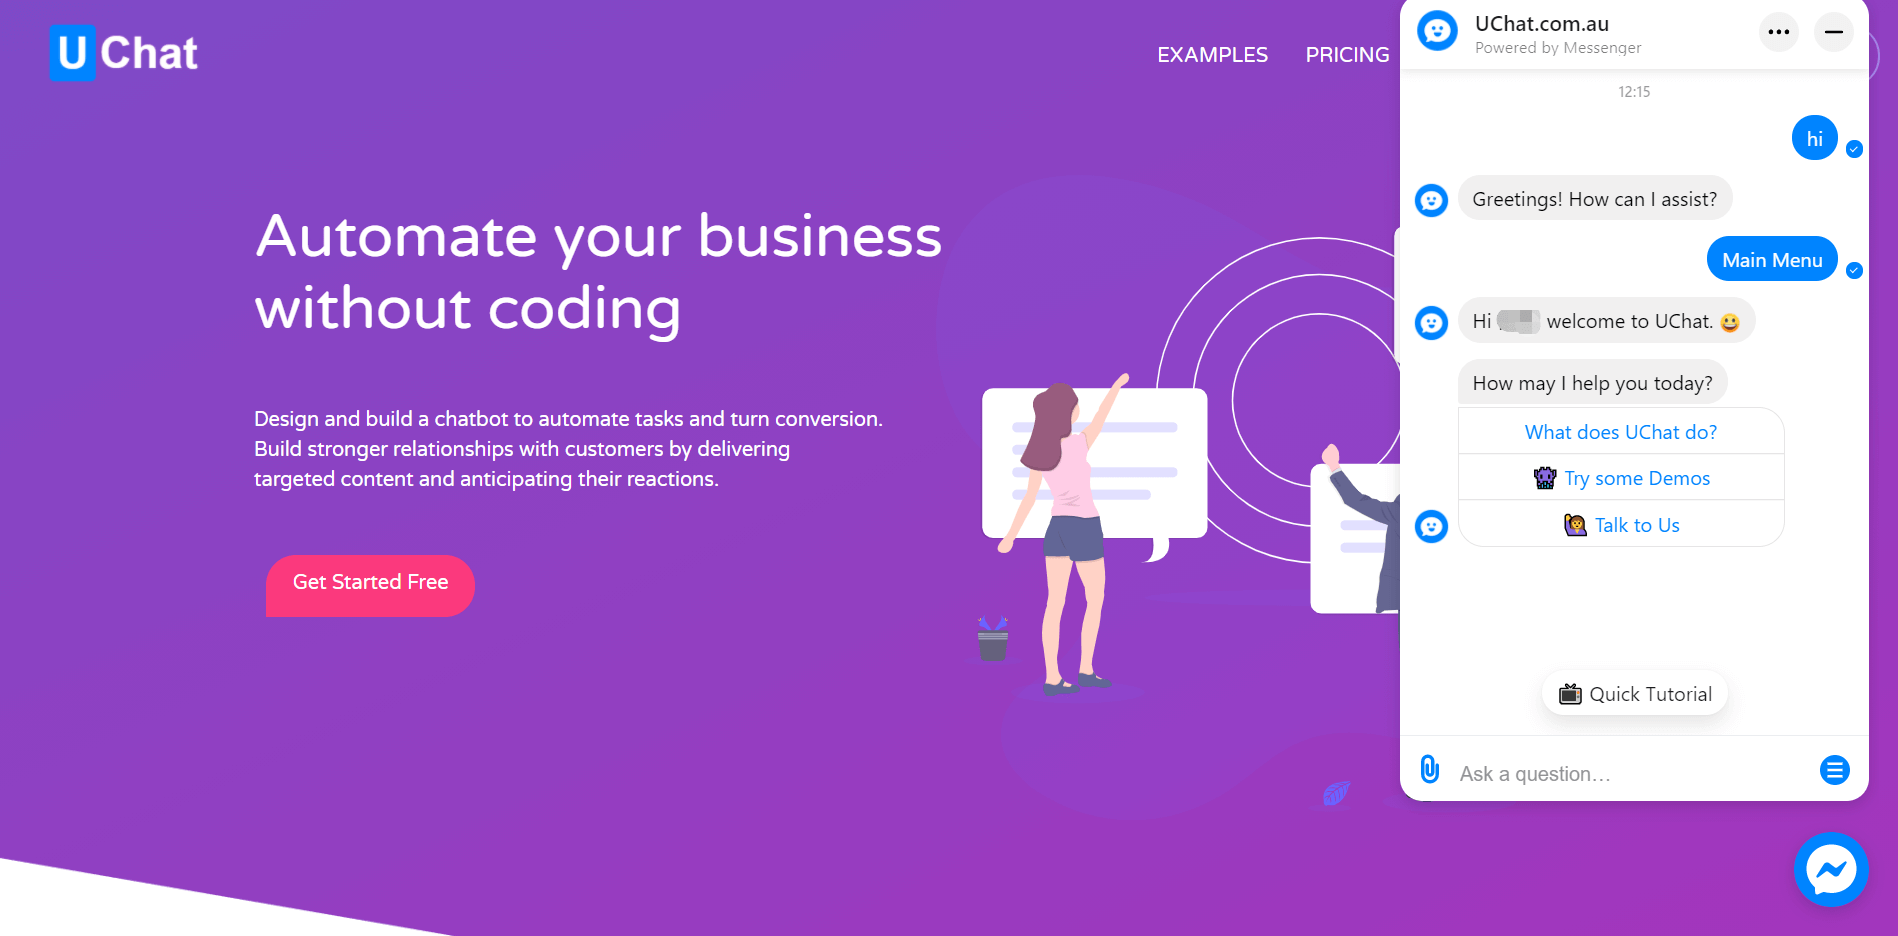 U Chat
EXAMPLES
PRICING
Automate your business
without coding
Design and build a chatbot to automate tasks and turn conversion.
Build stronger relationships with customers by delivering
targeted content and anticipating their reactions.
Get Started Free
UChat.com.au
Powered by Messenger
12:15
hi
Greetings! How can I assist?
Main Menu
Hi welcome to UChat. 😀
How may I help you today?
What does UChat do?
👾 Try some Demos
🙋 Talk to Us
📺 Quick Tutorial
Ask a question…